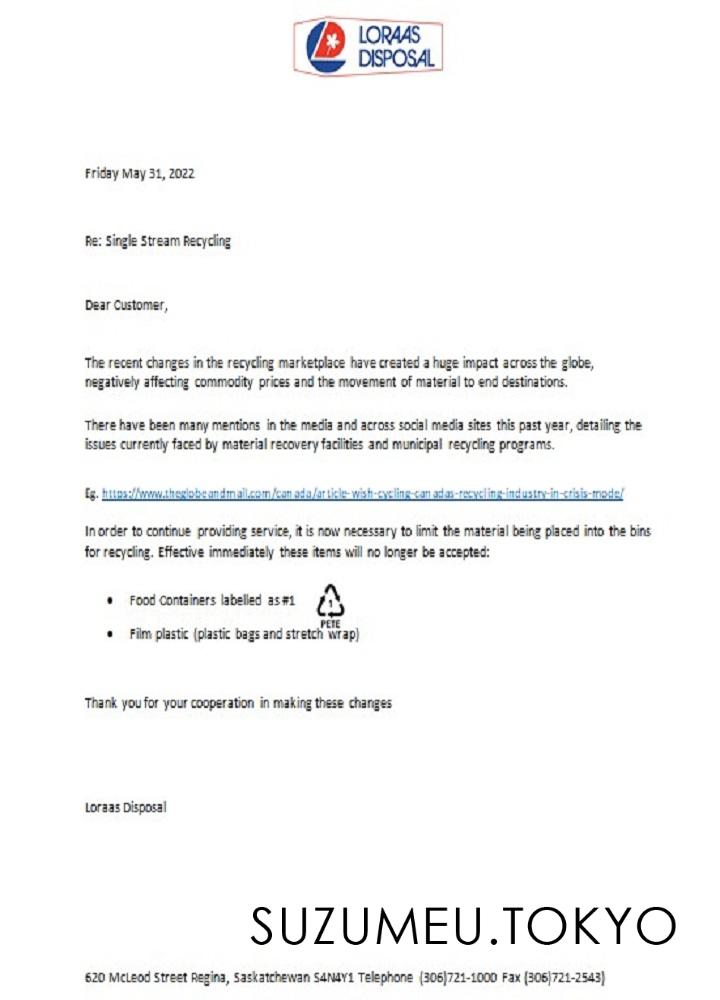 LORAAS
DISPOSAL
Friday May 31, 2022
Re: Single Stream Recycling
Dear Customer,
The recent changes in the recycling marketplace have created a huge impact across the globe,
negatively affecting commodity prices and the movement of material to end destinations.
There have been many mentions in the media and across social media sites this past year, detailing the
issues currently faced by material recovery facilities and municipal recycling programs.
Eg. https://www.theglobeandmail.com/canada/article-wish-cycling-canadas-recycling-industry-in-crisis-mode/
In order to continue providing service, it is now necessary to limit the material being placed into the bins
for recycling. Effective immediately these items will no longer be accepted:
• Food Containers labelled as #1
1
PETE
• Film plastic (plastic bags and stretch wrap)
Thank you for your cooperation in making these changes
Loraas Disposal
SUZUMEU.TOKYO
620 McLeod Street Regina, Saskatchewan S4N4Y1 Telephone (306)721-1000 Fax (306)721-2543)